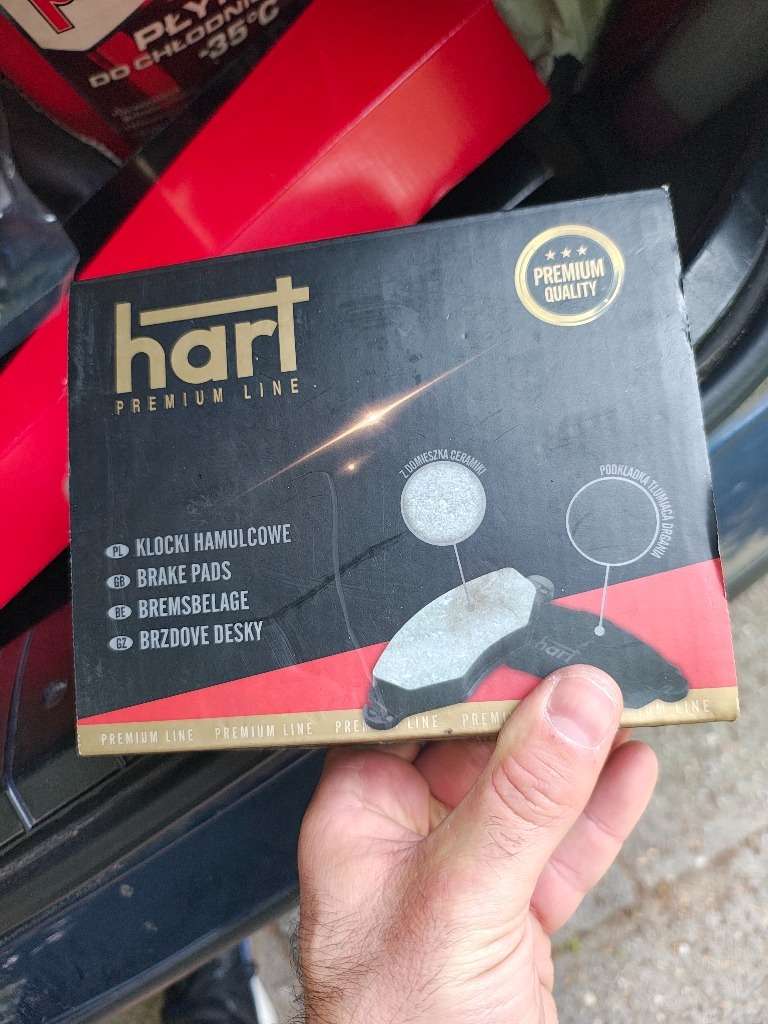 PŁYN
DO CHŁODNI
-35°C
hart
PREMIUM LINE
PREMIUM
QUALITY
Z DOMIESZKĄ CERAMIKI
PODKŁADKA TŁUMIĄCA DRGANIA
PL KLOCKI HAMULCOWE
GB BRAKE PADS
BE BREMSBELAGE
GZ BRZDOVE DESKY
hart
PREMIUM LINE PREMIUM LINE PREMIUM LINE PREMIUM LINE